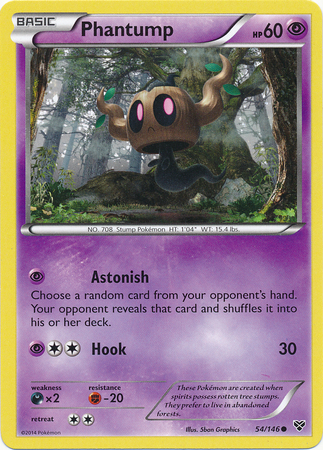 BASIC
Phantump
HP60
NO. 708 Stump Pokémon HT: 1'04" WT: 15.4 lbs.
Astonish
Choose a random card from your opponent's hand.
Your opponent reveals that card and shuffles it into
his or her deck.
Hook 30
weakness
×2
resistance
-20
retreat
These Pokémon are created when
spirits possess rotten tree stumps.
They prefer to live in abandoned
forests.
©2014 Pokémon
Illus. 5ban Graphics
54/146
XY